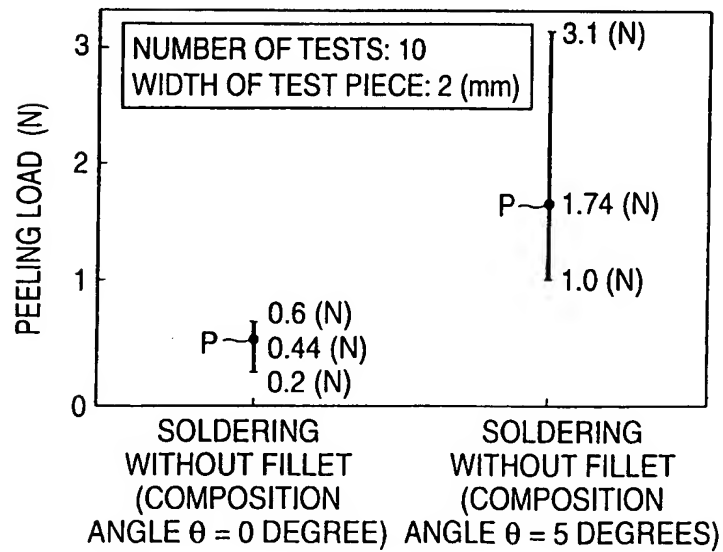 NUMBER OF TESTS: 10
WIDTH OF TEST PIECE: 2 (mm)
PEELING LOAD (N)
3
2
1
0
P
0.6 (N)
0.44 (N)
0.2 (N)
3.1 (N)
P
1.74 (N)
1.0 (N)
SOLDERING
WITHOUT FILLET
(COMPOSITION
ANGLE θ = 0 DEGREE)
SOLDERING
WITHOUT FILLET
(COMPOSITION
ANGLE θ = 5 DEGREES)